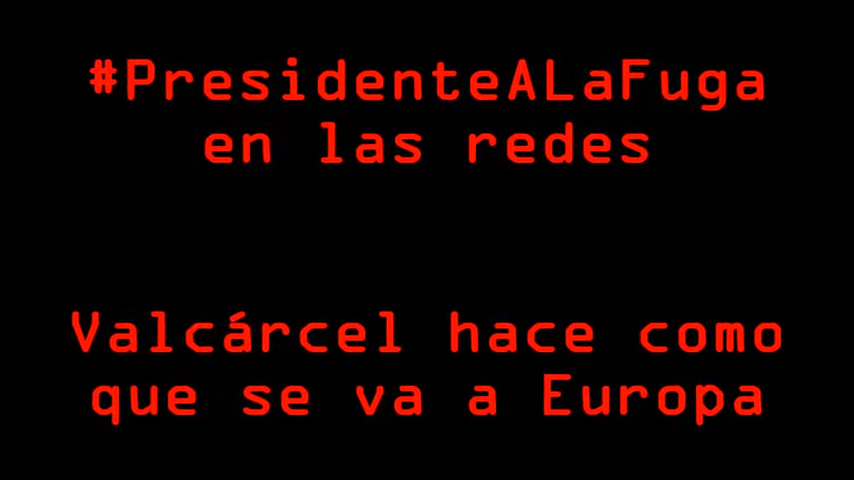 #PresidenteALaFuga
en las redes
Valcárcel hace como
que se va a Europa